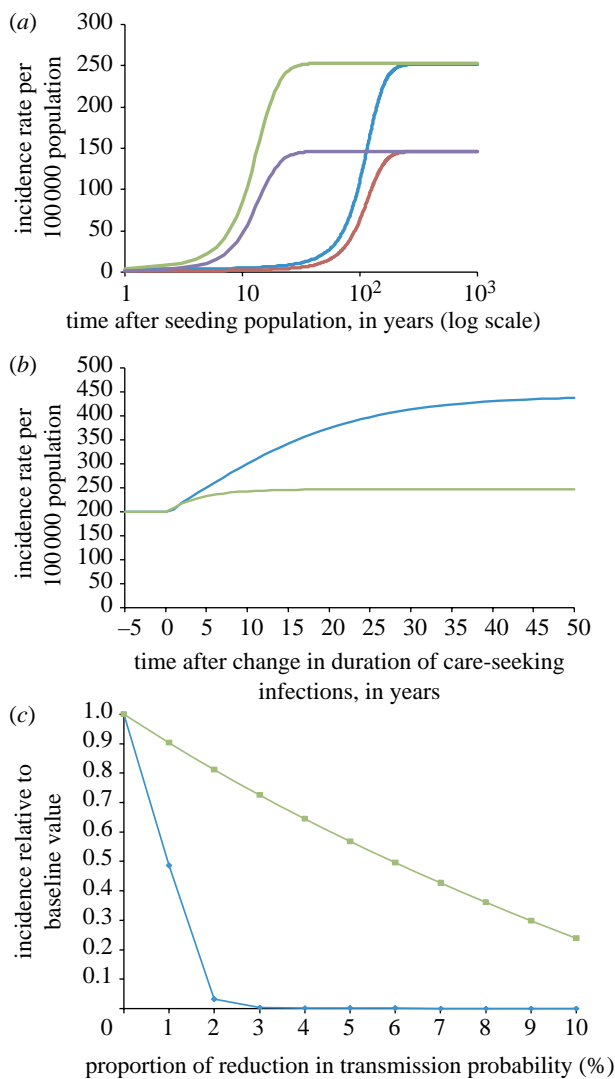 (a)
300
250
200
150
100
50
0
incidence rate per
100 000 population
1 10 10² 10³
time after seeding population, in years (log scale)
(b)
500
450
400
350
300
250
200
200
150
100
50
0
incidence rate per
100 000 population
–5 0 5 10 15 20 25 30 35 40 45 50
time after change in duration of care-seeking
infections, in years
(c)
1.0
0.9
0.8
0.7
0.6
0.5
0.4
0.3
0.2
0.1
incidence relative to
baseline value
0 1 2 3 4 5 6 7 8 9 10
proportion of reduction in transmission probability (%)